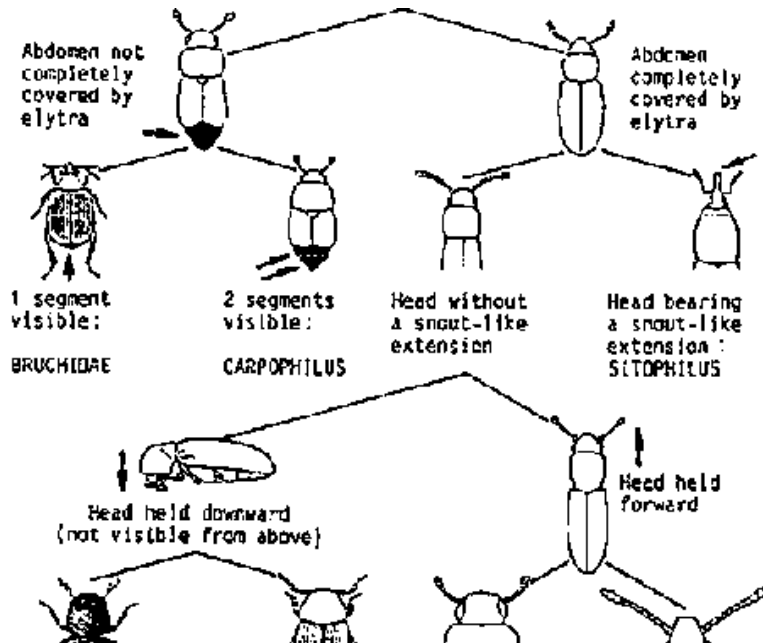 Abdomen not
completely
covered by
elytra
Abdomen
completely
covered by
elytra
1 segment
visible:
BRUCHIDAE
2 segments
visible:
CARPOPHILUS
Head without
a snout-like
extension
Head bearing
a snout-like
extension :
SITOPHILUS
Head held downward
(not visible from above)
Head held
forward